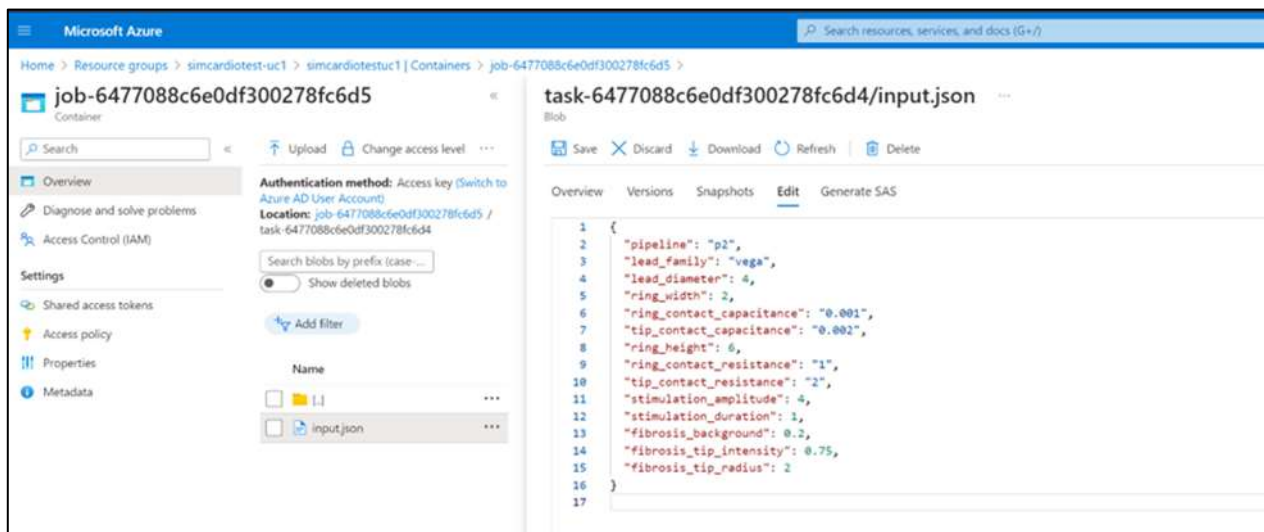 Microsoft Azure
Search resources, services, and docs (G+/)
Home > Resource groups > simcardiotest-uc1 > simcardiotestuc1 | Containers > job-6477088c6e0df300278fc6d5 >
job-6477088c6e0df300278fc6d5
Container
Search
Overview
Diagnose and solve problems
Access Control (IAM)
Settings
Shared access tokens
Access policy
Properties
Metadata
Upload
Change access level
Authentication method: Access key (Switch to
Azure AD User Account)
Location: job-6477088c6e0df300278fc6d5 /
task-6477088c6e0df300278fc6d4
Search blobs by prefix (case-...
Show deleted blobs
Add filter
Name
[..]
input.json
task-6477088c6e0df300278fc6d4/input.json
Blob
Save
Discard
Download
Refresh
Delete
Overview
Versions
Snapshots
Edit
Generate SAS
1 {
2 "pipeline": "p2",
3 "lead_family": "vega",
4 "lead_diameter": 4,
5 "ring_width": 2,
6 "ring_contact_capacitance": "0.001",
7 "tip_contact_capacitance": "0.002",
8 "ring_height": 6,
9 "ring_contact_resistance": "1",
10 "tip_contact_resistance": "2",
11 "stimulation_amplitude": 4,
12 "stimulation_duration": 1,
13 "fibrosis_background": 0.2,
14 "fibrosis_tip_intensity": 0.75,
15 "fibrosis_tip_radius": 2
16 }
17